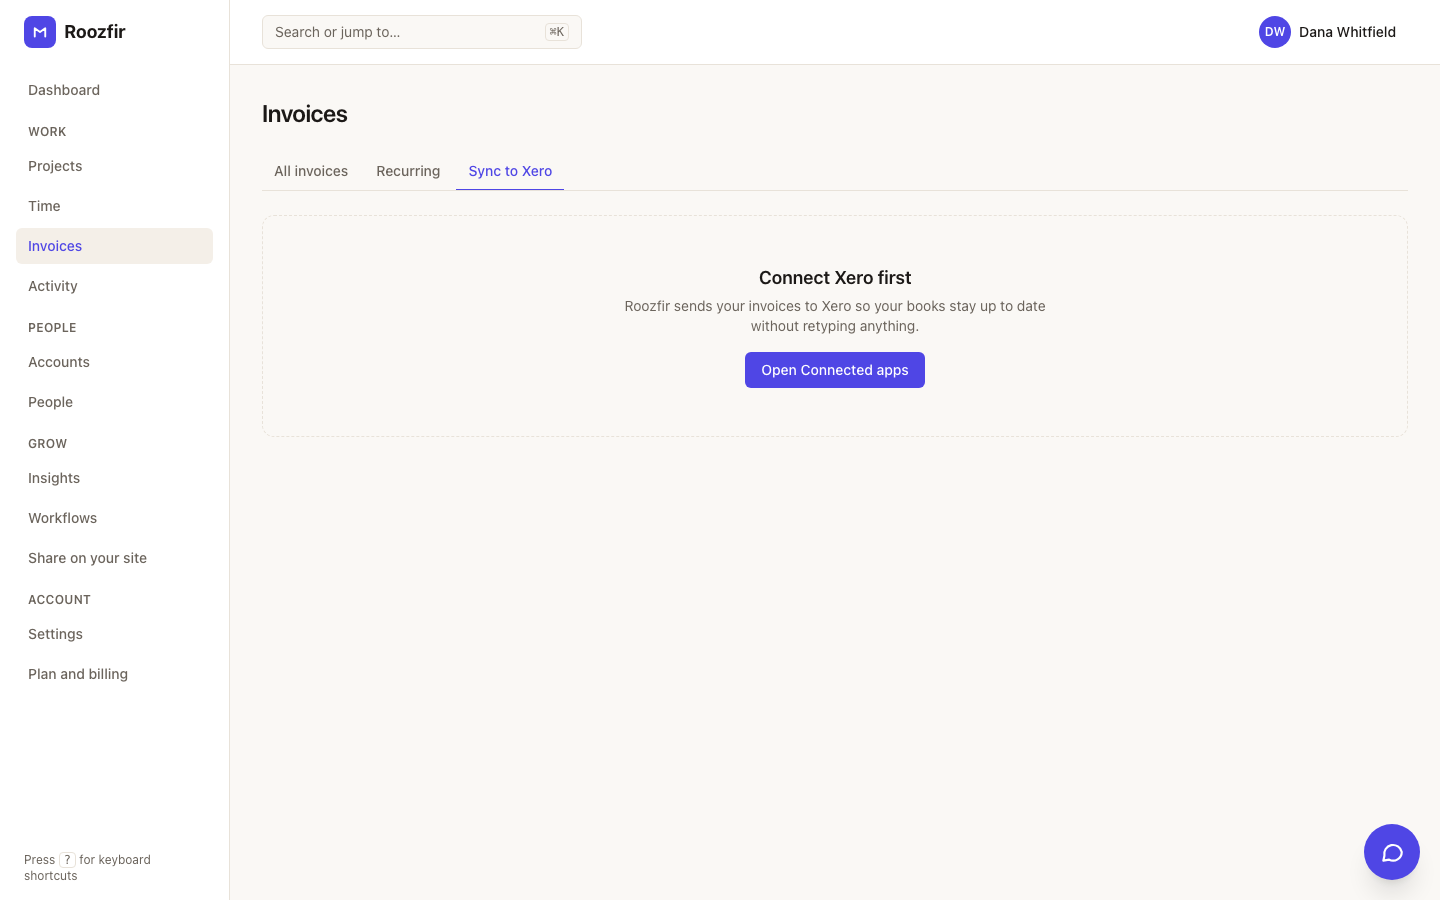 Roozfir
Search or jump to...
⌘K
DW
Dana Whitfield
Dashboard
WORK
Projects
Time
Invoices
Activity
PEOPLE
Accounts
People
GROW
Insights
Workflows
Share on your site
ACCOUNT
Settings
Plan and billing
Press ? for keyboard
shortcuts
Invoices
All invoices
Recurring
Sync to Xero
Connect Xero first
Roozfir sends your invoices to Xero so your books stay up to date
without retyping anything.
Open Connected apps